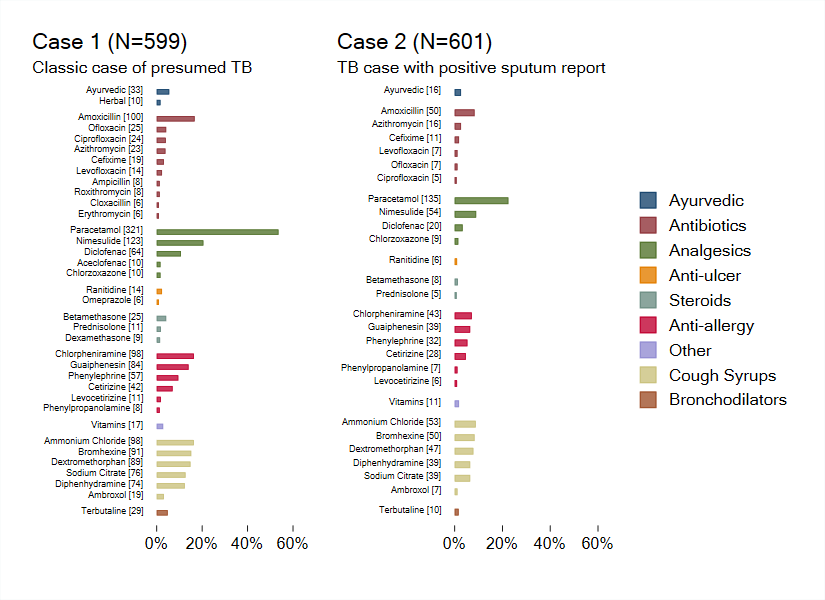 Case 1 (N=599)
Classic case of presumed TB
Ayurvedic [33]
Herbal [10]
Amoxicillin [100]
Ofloxacin [25]
Ciprofloxacin [24]
Azithromycin [23]
Cefixime [19]
Levofloxacin [14]
Ampicillin [8]
Roxithromycin [8]
Cloxacillin [6]
Erythromycin [6]
Paracetamol [321]
Nimesulide [123]
Diclofenac [64]
Aceclofenac [10]
Chlorzoxazone [10]
Ranitidine [14]
Omeprazole [6]
Betamethasone [25]
Prednisolone [11]
Dexamethasone [9]
Chlorpheniramine [98]
Guaiphenesin [84]
Phenylephrine [57]
Cetirizine [42]
Levocetirizine [11]
Phenylpropanolamine [8]
Vitamins [17]
Ammonium Chloride [98]
Bromhexine [91]
Dextromethorphan [89]
Sodium Citrate [76]
Diphenhydramine [74]
Ambroxol [19]
Terbutaline [29]
0% 20% 40% 60%
Case 2 (N=601)
TB case with positive sputum report
Ayurvedic [16]
Amoxicillin [50]
Azithromycin [16]
Cefixime [11]
Levofloxacin [7]
Ofloxacin [7]
Ciprofloxacin [5]
Paracetamol [135]
Nimesulide [54]
Diclofenac [20]
Chlorzoxazone [9]
Ranitidine [6]
Betamethasone [8]
Prednisolone [5]
Chlorpheniramine [43]
Guaiphenesin [39]
Phenylephrine [32]
Cetirizine [28]
Phenylpropanolamine [7]
Levocetirizine [6]
Vitamins [11]
Ammonium Chloride [53]
Bromhexine [50]
Dextromethorphan [47]
Diphenhydramine [39]
Sodium Citrate [39]
Ambroxol [7]
Terbutaline [10]
0% 20% 40% 60%
Ayurvedic
Antibiotics
Analgesics
Anti-ulcer
Steroids
Anti-allergy
Other
Cough Syrups
Bronchodilators